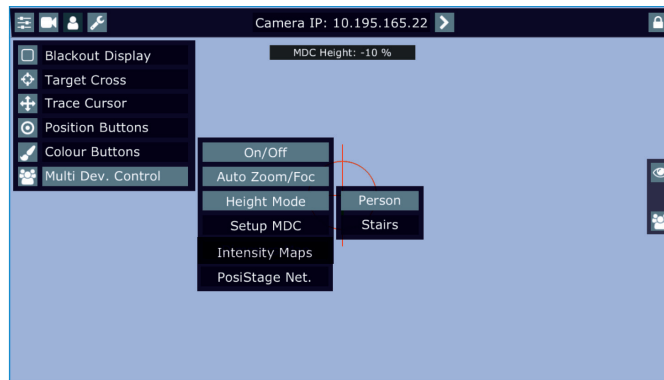 Camera IP: 10.195.165.22
MDC Height: -10 %
Blackout Display
Target Cross
Trace Cursor
Position Buttons
Colour Buttons
Multi Dev. Control
On/Off
Auto Zoom/Foc
Height Mode
Person
Setup MDC
Stairs
Intensity Maps
PosiStage Net.